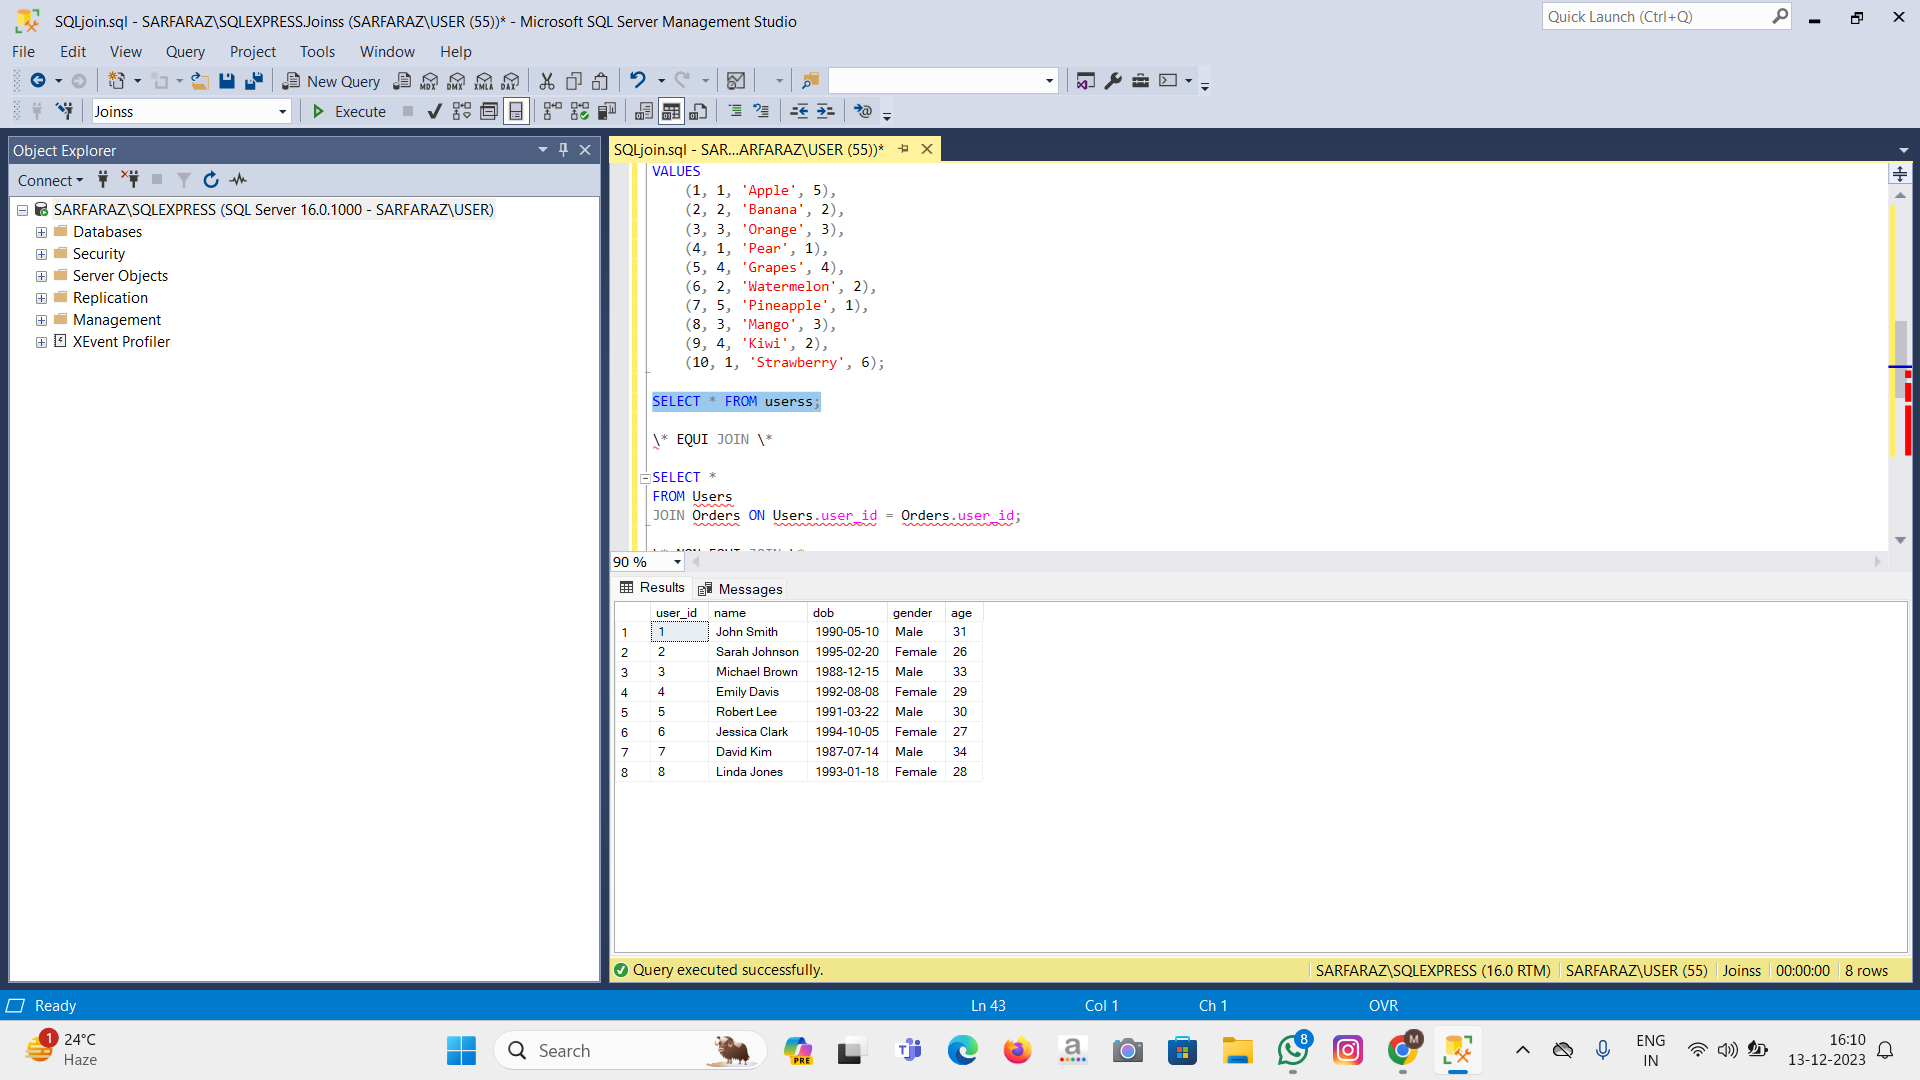 SQLjoin.sql - SARFARAZ\SQLEXPRESS.Joinss (SARFARAZ\USER (55))* - Microsoft SQL Server Management Studio
Quick Launch (Ctrl+Q)
File Edit View Query Project Tools Window Help
New Query MDX DMX XMLA DAX
Joinss Execute
Object Explorer
SQLjoin.sql - SAR...ARFARAZ\USER (55))*
Connect
SARFARAZ\SQLEXPRESS (SQL Server 16.0.1000 - SARFARAZ\USER)
Databases
Security
Server Objects
Replication
Management
XEvent Profiler
VALUES
(1, 1, 'Apple', 5),
(2, 2, 'Banana', 2),
(3, 3, 'Orange', 3),
(4, 1, 'Pear', 1),
(5, 4, 'Grapes', 4),
(6, 2, 'Watermelon', 2),
(7, 5, 'Pineapple', 1),
(8, 3, 'Mango', 3),
(9, 4, 'Kiwi', 2),
(10, 1, 'Strawberry', 6);
SELECT * FROM userss;
\* EQUI JOIN \*
SELECT *
FROM Users
JOIN Orders ON Users.user_id = Orders.user_id;
\* NON EQUI JOIN \*
90 %
Results Messages
user_id name dob gender age
1 1 John Smith 1990-05-10 Male 31
2 2 Sarah Johnson 1995-02-20 Female 26
3 3 Michael Brown 1988-12-15 Male 33
4 4 Emily Davis 1992-08-08 Female 29
5 5 Robert Lee 1991-03-22 Male 30
6 6 Jessica Clark 1994-10-05 Female 27
7 7 David Kim 1987-07-14 Male 34
8 8 Linda Jones 1993-01-18 Female 28
Query executed successfully. SARFARAZ\SQLEXPRESS (16.0 RTM) SARFARAZ\USER (55) Joinss 00:00:00 8 rows
Ready Ln 43 Col 1 Ch 1 OVR
1 24°C
Haze
Search
PRE
8
M
ENG
IN
16:10
13-12-2023